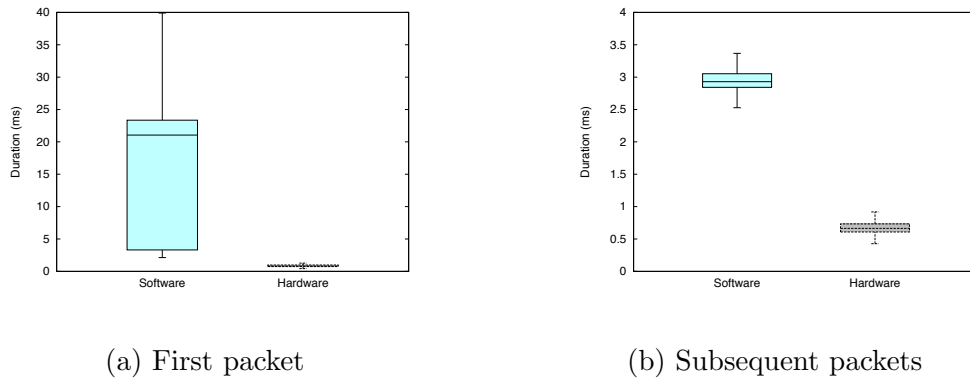 40
35
30
25
20
15
10
5
0
Duration (ms)
Software
Hardware
(a) First packet
4
3.5
3
2.5
2
1.5
1
0.5
0
Duration (ms)
Software
Hardware
(b) Subsequent packets